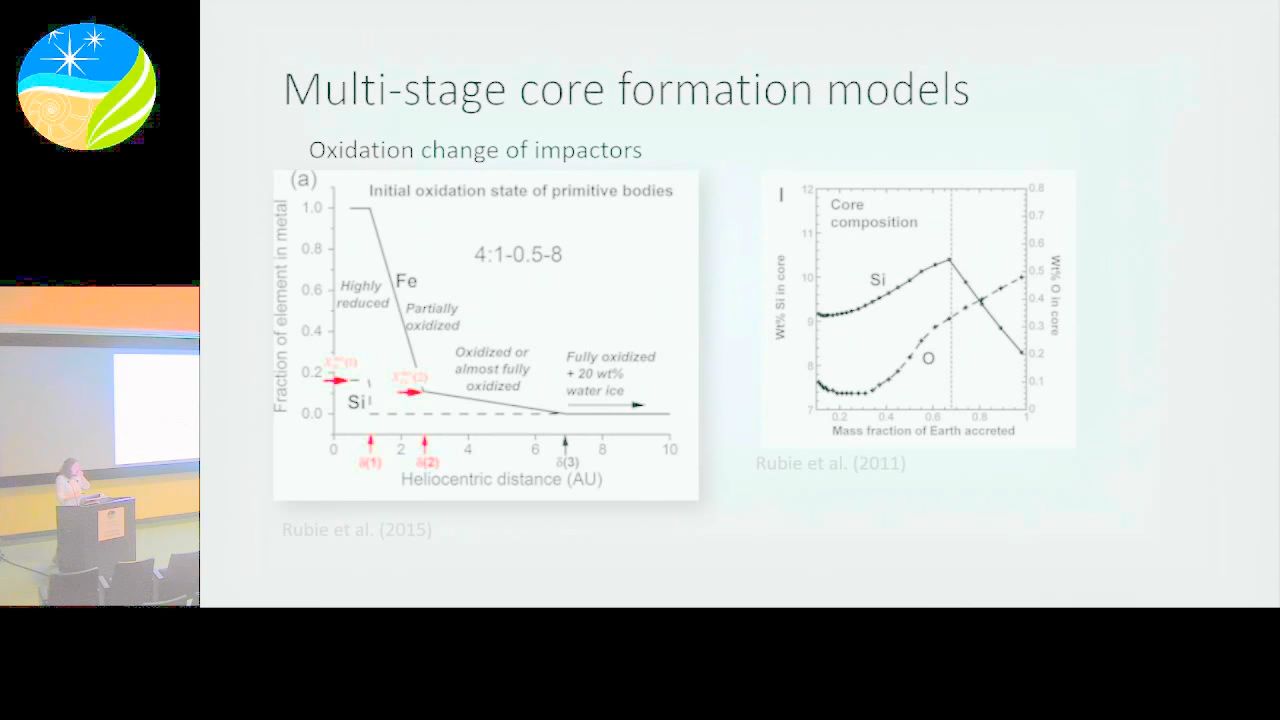 Multi-stage core formation models
Oxidation change of impactors
(a)
Initial oxidation state of primitive bodies
4:1-0.5-8
Fraction of element in metal
1.0
0.8
0.6
0.4
0.2
0.0
Fe
Highly
reduced
Partially
oxidized
Oxidized or
almost fully
oxidized
Fully oxidized
+ 20 wt%
water ice
Si
0 2 4 6 8 10
δ(1) δ(2) δ(3)
Heliocentric distance (AU)
Rubie et al. (2015)
I
Core
composition
Wt% Si in core
12
11
10
9
8
7
Si
O
0.8
0.7
0.6
0.5
0.4
0.3
0.2
0.1
0
Wt% O in core
0.2 0.4 0.6 0.8 1
Mass fraction of Earth accreted
Rubie et al. (2011)